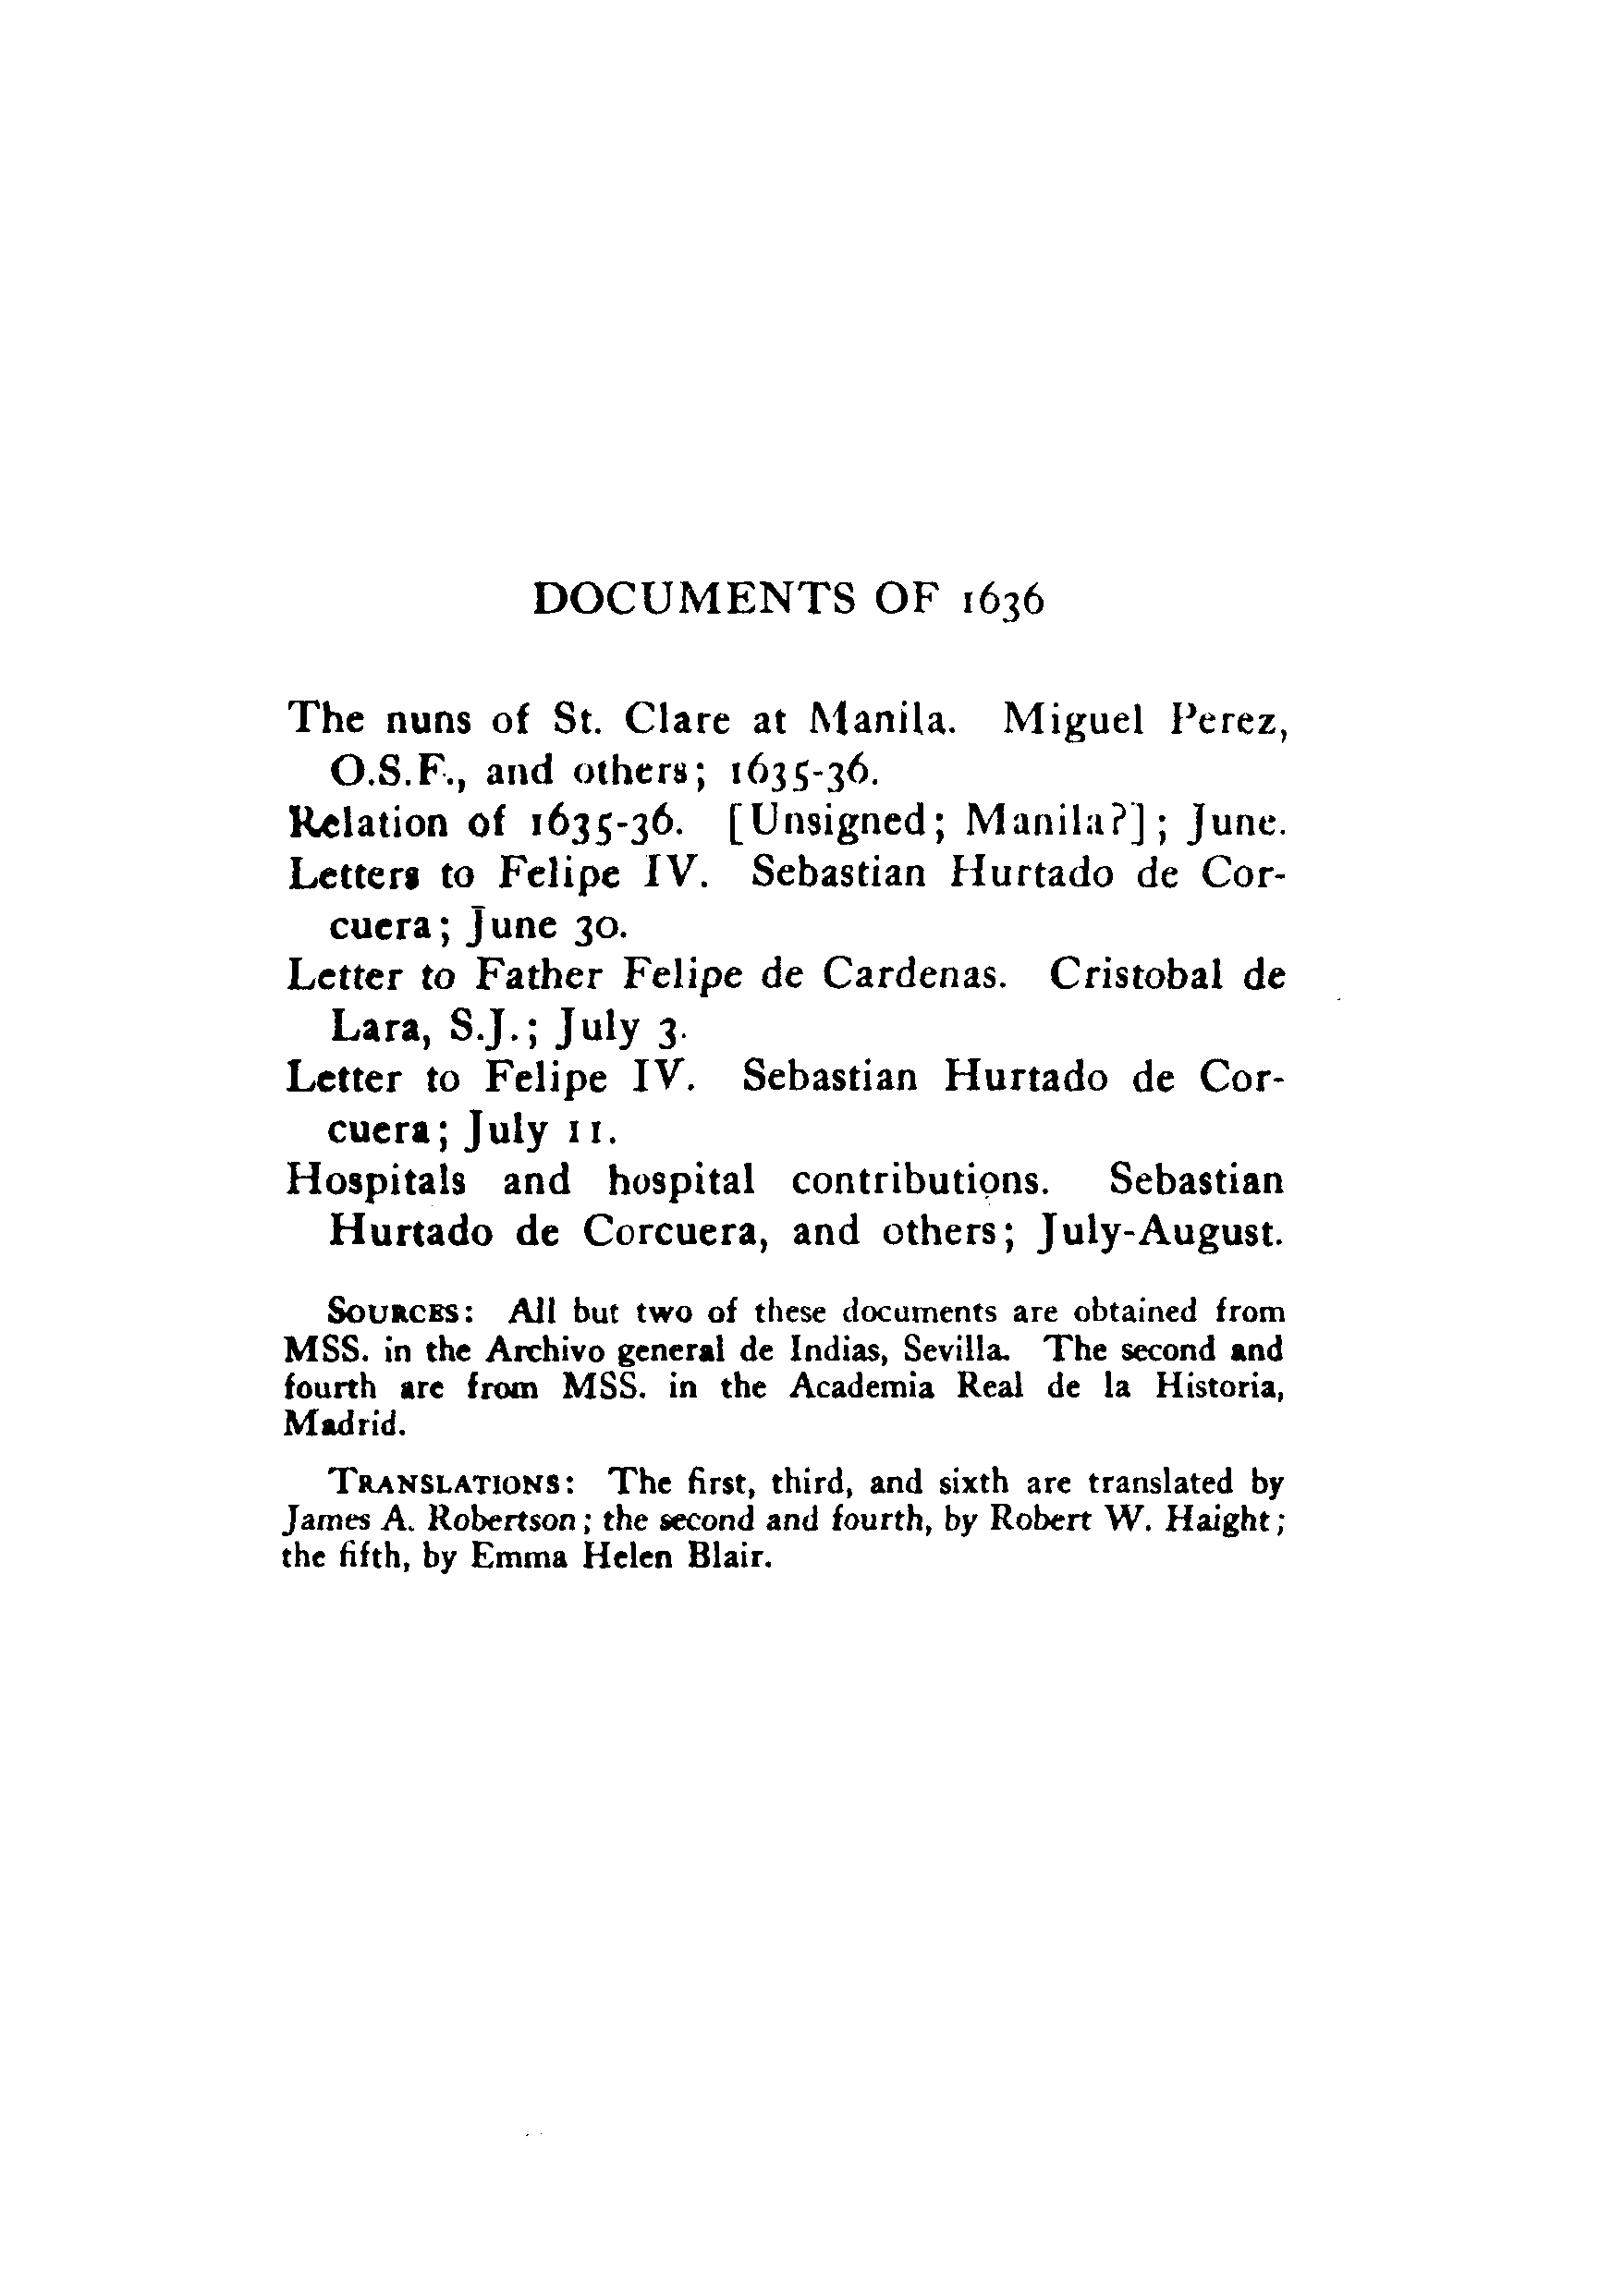 DOCUMENTS OF 1636
The nuns of St. Clare at Manila. Miguel Perez,
O.S.F., and others; 1635-36.
Relation of 1635-36. [Unsigned; Manila?]; June.
Letters to Felipe IV. Sebastian Hurtado de Cor-
cuera; June 30.
Letter to Father Felipe de Cardenas. Cristobal de
Lara, S.J.; July 3.
Letter to Felipe IV. Sebastian Hurtado de Cor-
cuera; July 11.
Hospitals and hospital contributions. Sebastian
Hurtado de Corcuera, and others; July-August.
SOURCES: All but two of these documents are obtained from
MSS. in the Archivo general de Indias, Sevilla. The second and
fourth are from MSS. in the Academia Real de la Historia,
Madrid.
TRANSLATIONS: The first, third, and sixth are translated by
James A. Robertson; the second and fourth, by Robert W. Haight;
the fifth, by Emma Helen Blair.